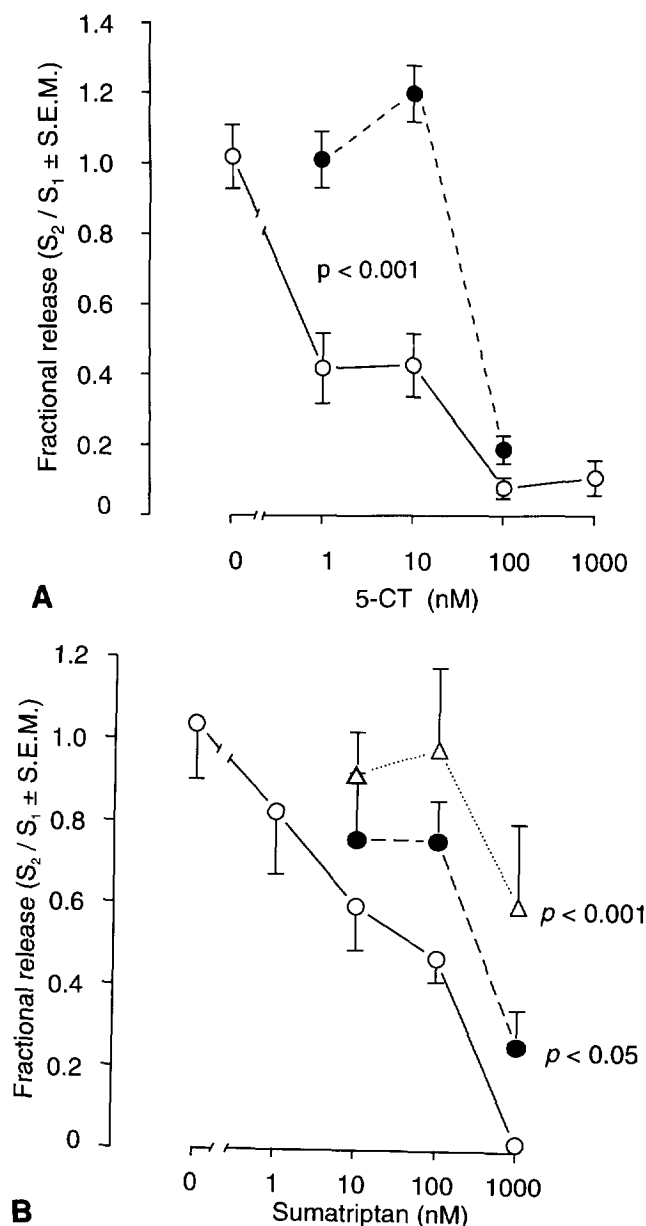 1.4
1.2
1.0
0.8
0.6
0.4
0.2
0
Fractional release (S₂ / S₁ ± S.E.M.)
p < 0.001
0 1 10 100 1000
5-CT (nM)
A
1.2
1.0
0.8
0.6
0.4
0.2
0
Fractional release (S₂ / S₁ ± S.E.M.)
p < 0.001
p < 0.05
0 1 10 100 1000
Sumatriptan (nM)
B